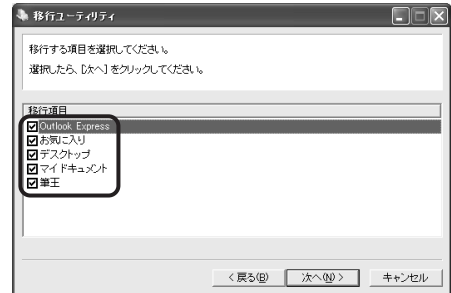 移行ユーティリティ
移行する項目を選択してください。
選択したら、[次へ] をクリックしてください。
移行項目
Outlook Express
お気に入り
デスクトップ
マイ ドキュメント
筆王
< 戻る(B)
次へ(N) >
キャンセル